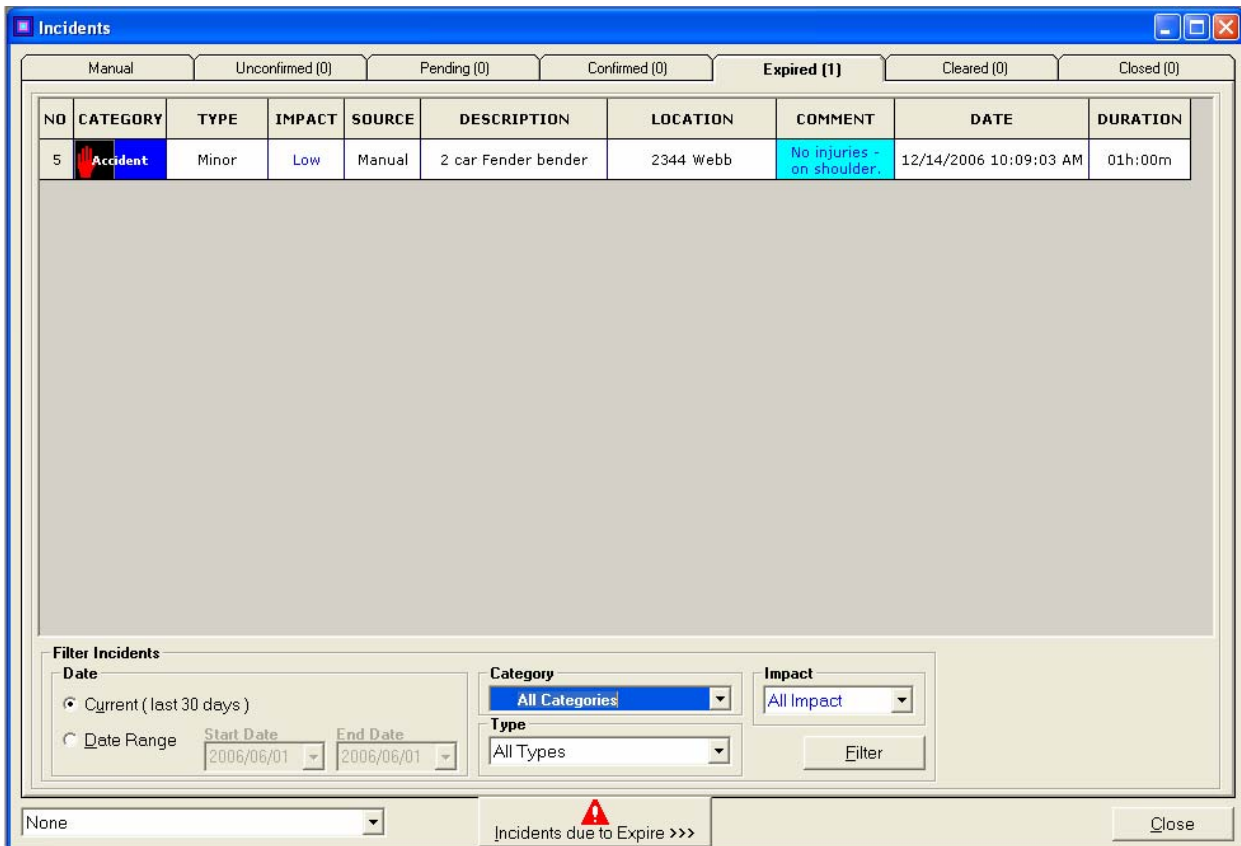 Incidents
Manual Unconfirmed (0) Pending (0) Confirmed (0) Expired (1) Cleared (0) Closed (0)
NO CATEGORY TYPE IMPACT SOURCE DESCRIPTION LOCATION COMMENT DATE DURATION
5 Accident Minor Low Manual 2 car Fender bender 2344 Webb No injuries - on shoulder. 12/14/2006 10:09:03 AM 01h:00m
Filter Incidents
Date
Current ( last 30 days )
Date Range
Start Date End Date
2006/06/01 2006/06/01
Category
All Categories
Type
All Types
Impact
All Impact
Filter
None
Incidents due to Expire >>>
Close